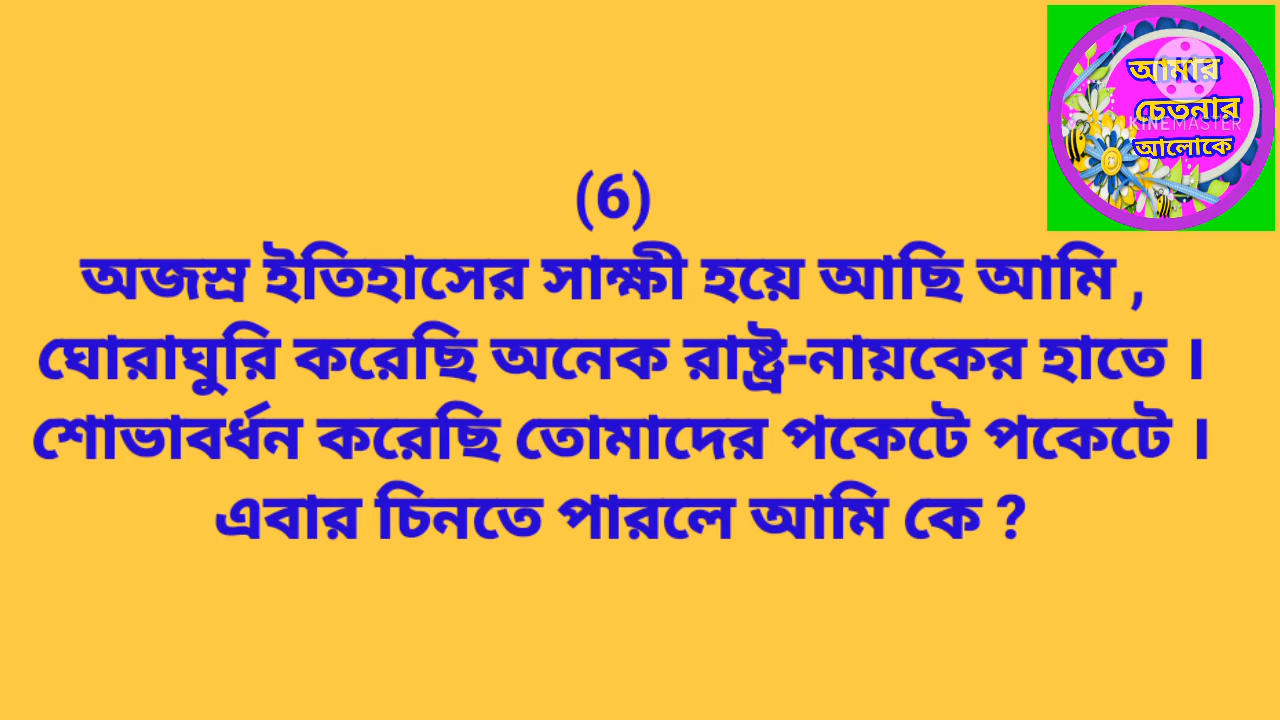 আমার
চেতনার
KINEMASTER
আলোকে
(6)
অজস্র ইতিহাসের সাক্ষী হয়ে আছি আমি ,
ঘোরাঘুরি করেছি অনেক রাষ্ট্র-নায়কের হাতে ।
শোভাবর্ধন করেছি তোমাদের পকেটে পকেটে ।
এবার চিনতে পারলে আমি কে ?